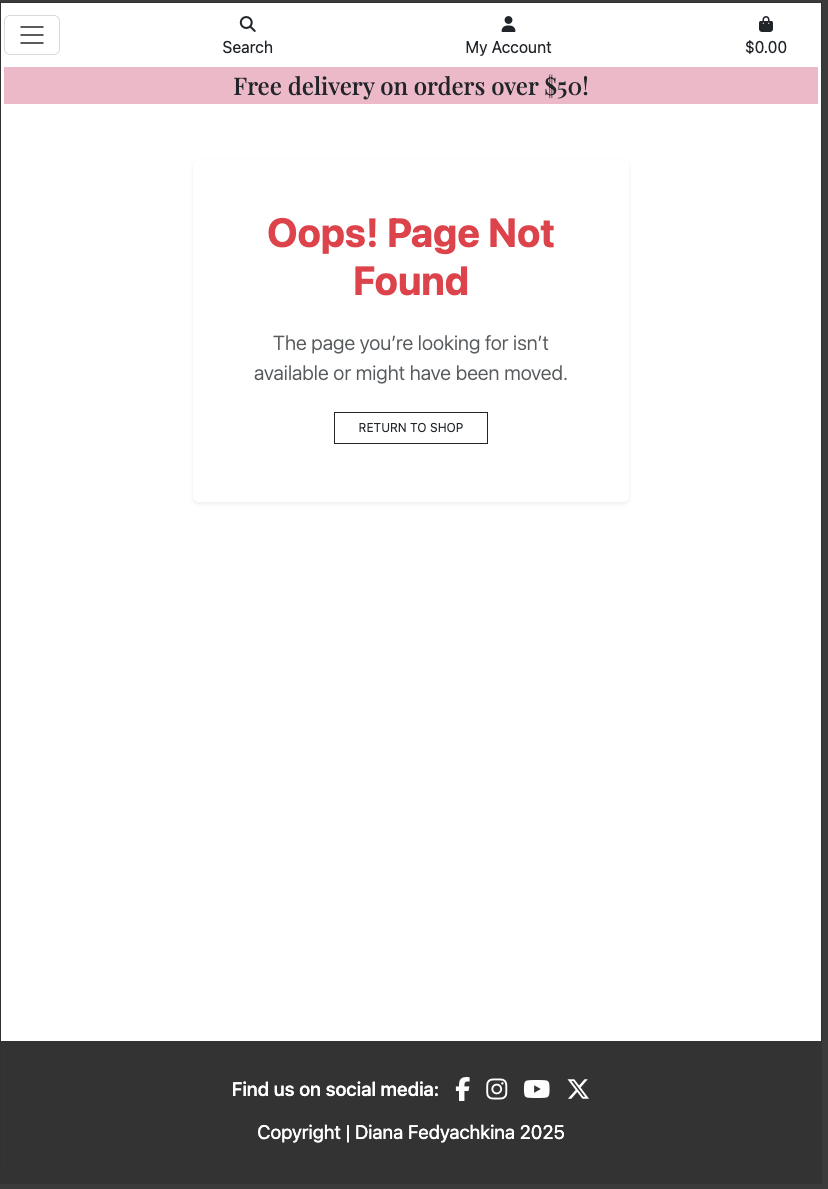 Search
My Account
$0.00
Free delivery on orders over $50!
Oops! Page Not
Found
The page you’re looking for isn’t
available or might have been moved.
RETURN TO SHOP
Find us on social media:
Copyright | Diana Fedyachkina 2025